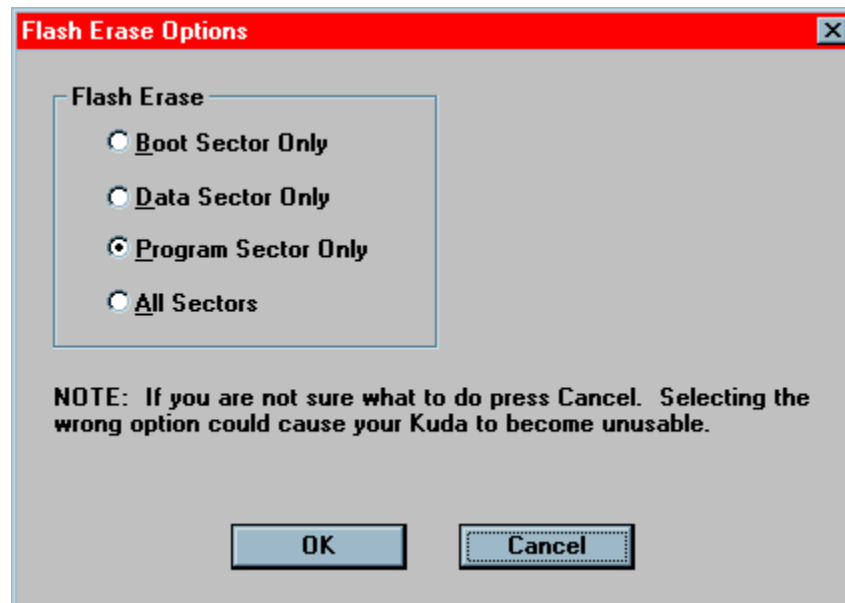 Flash Erase Options
Flash Erase
Boot Sector Only
Data Sector Only
Program Sector Only
All Sectors
NOTE:  If you are not sure what to do press Cancel.  Selecting the
wrong option could cause your Kuda to become unusable.
OK
Cancel